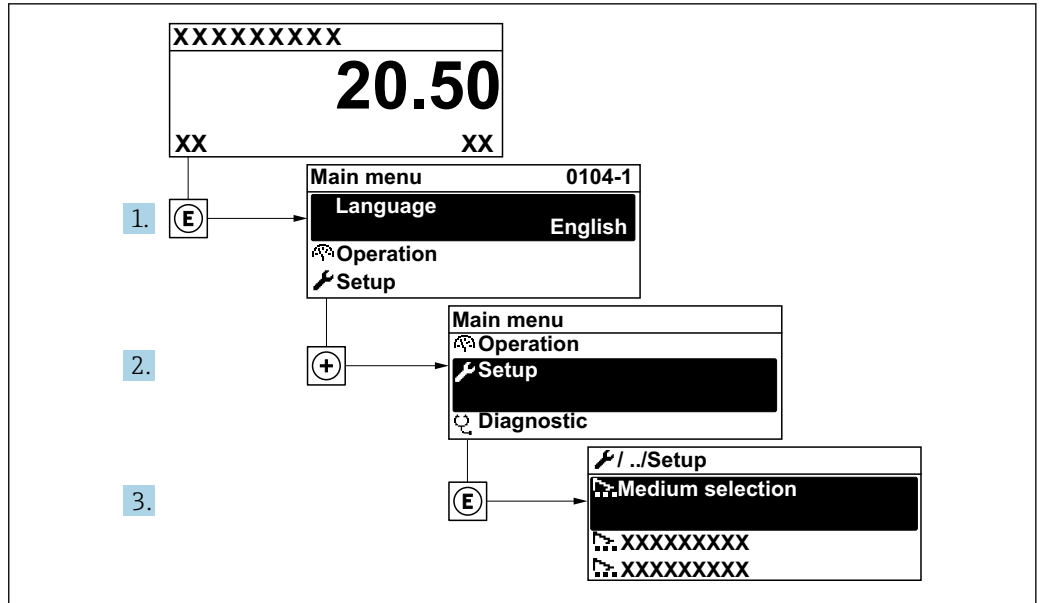 XXXXXXXXX
20.50
XX XX
Main menu 0104-1
Language
English
Operation
Setup
1. E
Main menu
Operation
Setup
Diagnostic
2. +
/ ../Setup
Medium selection
XXXXXXXXX
XXXXXXXXX
3. E